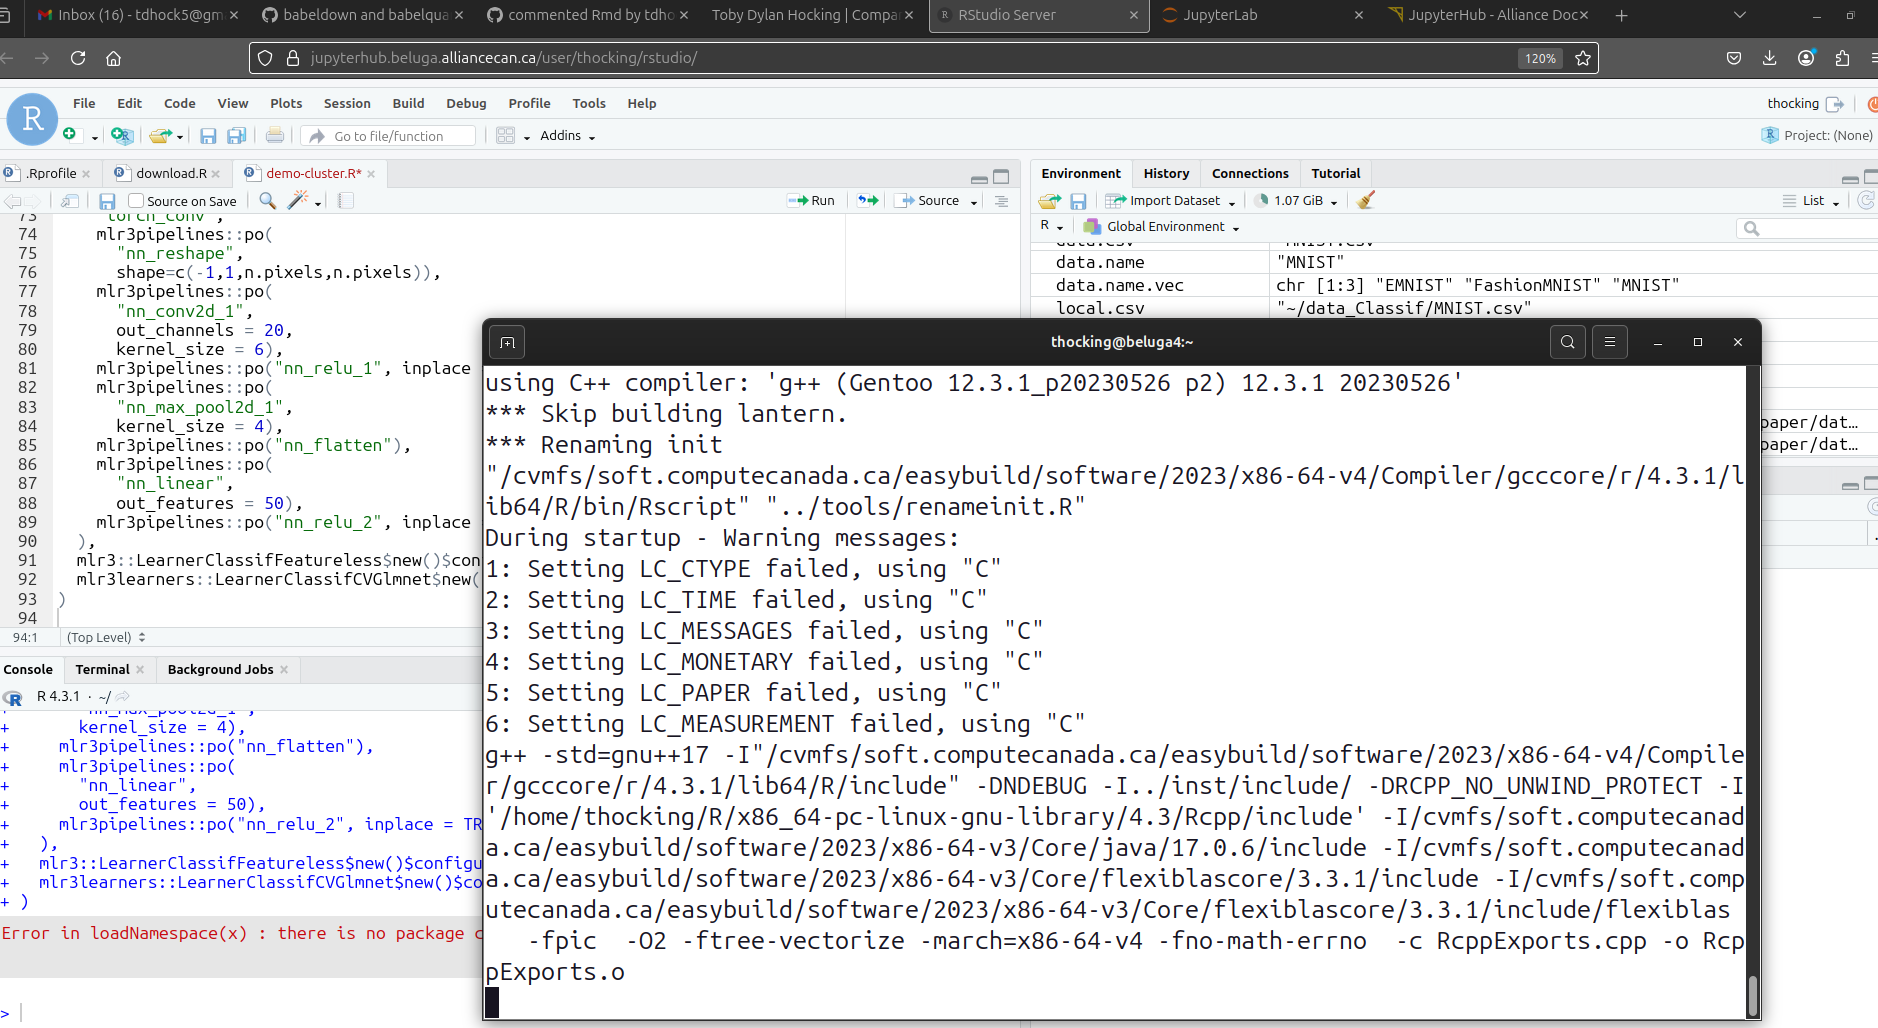 Inbox (16) - tdhock5@gm
babeldown and babelqua
commented Rmd by tdho
Toby Dylan Hocking | Compa
RStudio Server
JupyterLab
JupyterHub - Alliance Doc
jupyterhub.beluga.alliancecan.ca/user/thocking/rstudio/
120%
File Edit Code View Plots Session Build Debug Profile Tools Help
thocking
Go to file/function
Addins
Project: (None)
.Rprofile
download.R
demo-cluster.R*
Source on Save
Run
Source
73 "torch_conv",
74 mlr3pipelines::po(
75 "nn_reshape",
76 shape=c(-1,1,n.pixels,n.pixels)),
77 mlr3pipelines::po(
78 "nn_conv2d_1",
79 out_channels = 20,
80 kernel_size = 6),
81 mlr3pipelines::po("nn_relu_1", inplace
82 mlr3pipelines::po(
83 "nn_max_pool2d_1",
84 kernel_size = 4),
85 mlr3pipelines::po("nn_flatten"),
86 mlr3pipelines::po(
87 "nn_linear",
88 out_features = 50),
89 mlr3pipelines::po("nn_relu_2", inplace
90 ),
91 mlr3::LearnerClassifFeatureless$new()$con
92 mlr3learners::LearnerClassifCVGlmnet$new(
93 )
94
94:1 (Top Level)
Console Terminal Background Jobs
R 4.3.1 · ~/
+ "nn_max_pool2d_1",
+ kernel_size = 4),
+ mlr3pipelines::po("nn_flatten"),
+ mlr3pipelines::po(
+ "nn_linear",
+ out_features = 50),
+ mlr3pipelines::po("nn_relu_2", inplace = TR
+ ),
+ mlr3::LearnerClassifFeatureless$new()$configu
+ mlr3learners::LearnerClassifCVGlmnet$new()$co
+ )
Error in loadNamespace(x) : there is no package c
>
Environment History Connections Tutorial
Import Dataset
1.07 GiB
List
R
Global Environment
data.csv "MNIST.csv"
data.name "MNIST"
data.name.vec chr [1:3] "EMNIST" "FashionMNIST" "MNIST"
local.csv "~/data_Classif/MNIST.csv"
paper/dat…
paper/dat…
thocking@beluga4:~
using C++ compiler: 'g++ (Gentoo 12.3.1_p20230526 p2) 12.3.1 20230526'
*** Skip building lantern.
*** Renaming init
"/cvmfs/soft.computecanada.ca/easybuild/software/2023/x86-64-v4/Compiler/gcccore/r/4.3.1/l
ib64/R/bin/Rscript" "../tools/renameinit.R"
During startup - Warning messages:
1: Setting LC_CTYPE failed, using "C"
2: Setting LC_TIME failed, using "C"
3: Setting LC_MESSAGES failed, using "C"
4: Setting LC_MONETARY failed, using "C"
5: Setting LC_PAPER failed, using "C"
6: Setting LC_MEASUREMENT failed, using "C"
g++ -std=gnu++17 -I"/cvmfs/soft.computecanada.ca/easybuild/software/2023/x86-64-v4/Compile
r/gcccore/r/4.3.1/lib64/R/include" -DNDEBUG -I../inst/include/ -DRCPP_NO_UNWIND_PROTECT -I
'/home/thocking/R/x86_64-pc-linux-gnu-library/4.3/Rcpp/include' -I/cvmfs/soft.computecanad
a.ca/easybuild/software/2023/x86-64-v3/Core/java/17.0.6/include -I/cvmfs/soft.computecanad
a.ca/easybuild/software/2023/x86-64-v3/Core/flexiblascore/3.3.1/include -I/cvmfs/soft.comp
utecanada.ca/easybuild/software/2023/x86-64-v3/Core/flexiblascore/3.3.1/include/flexiblas
-fpic -O2 -ftree-vectorize -march=x86-64-v4 -fno-math-errno -c RcppExports.cpp -o Rcp
pExports.o